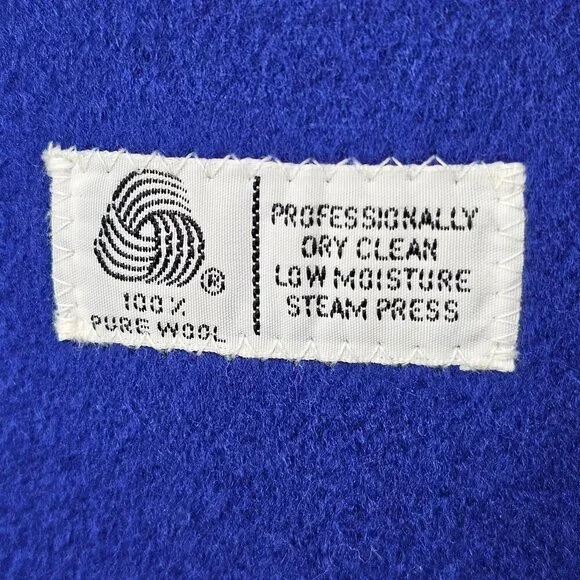 ®
100%
PURE WOOL
PROFESSIONALLY
DRY CLEAN
LOW MOISTURE
STEAM PRESS